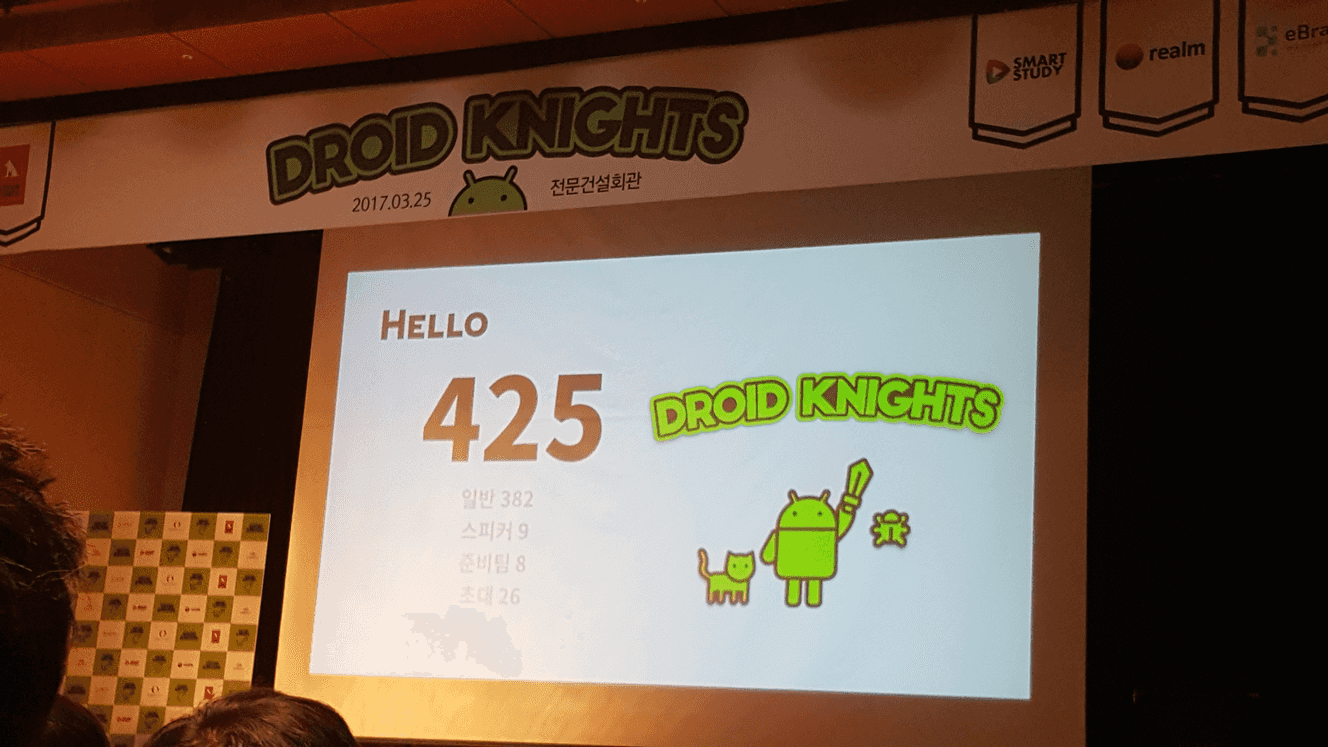 DROID KNIGHTS
2017.03.25
전문건설회관
SMART
STUDY
realm
HELLO
425
일반 382
스피커 9
준비팀 8
초대 26
DROID KNIGHTS